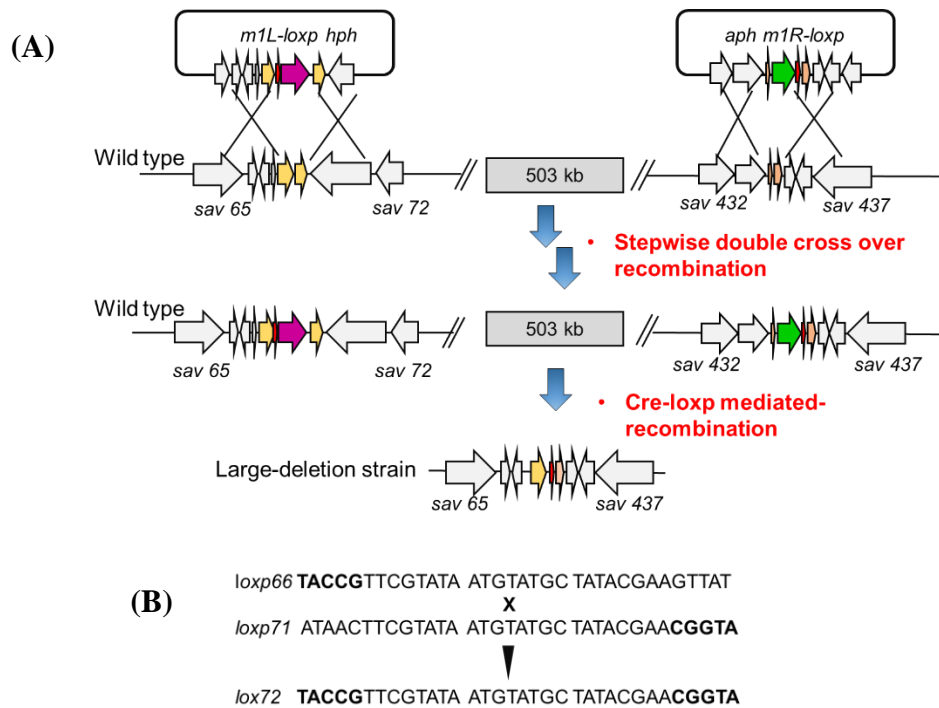 (A)
m1L-loxp hph
aph m1R-loxp
Wild type
503 kb
sav 65
sav 72
sav 432
sav 437
• Stepwise double cross over
recombination
Wild type
503 kb
sav 65
sav 72
sav 432
sav 437
• Cre-loxp mediated-
recombination
Large-deletion strain
sav 65
sav 437
(B)
loxp66 TACCGTTCGTATA ATGTATGC TATACGAAGTTAT
X
loxp71 ATAACTTCGTATA ATGTATGC TATACGAACGGTA
lox72 TACCGTTCGTATA ATGTATGC TATACGAACGGTA